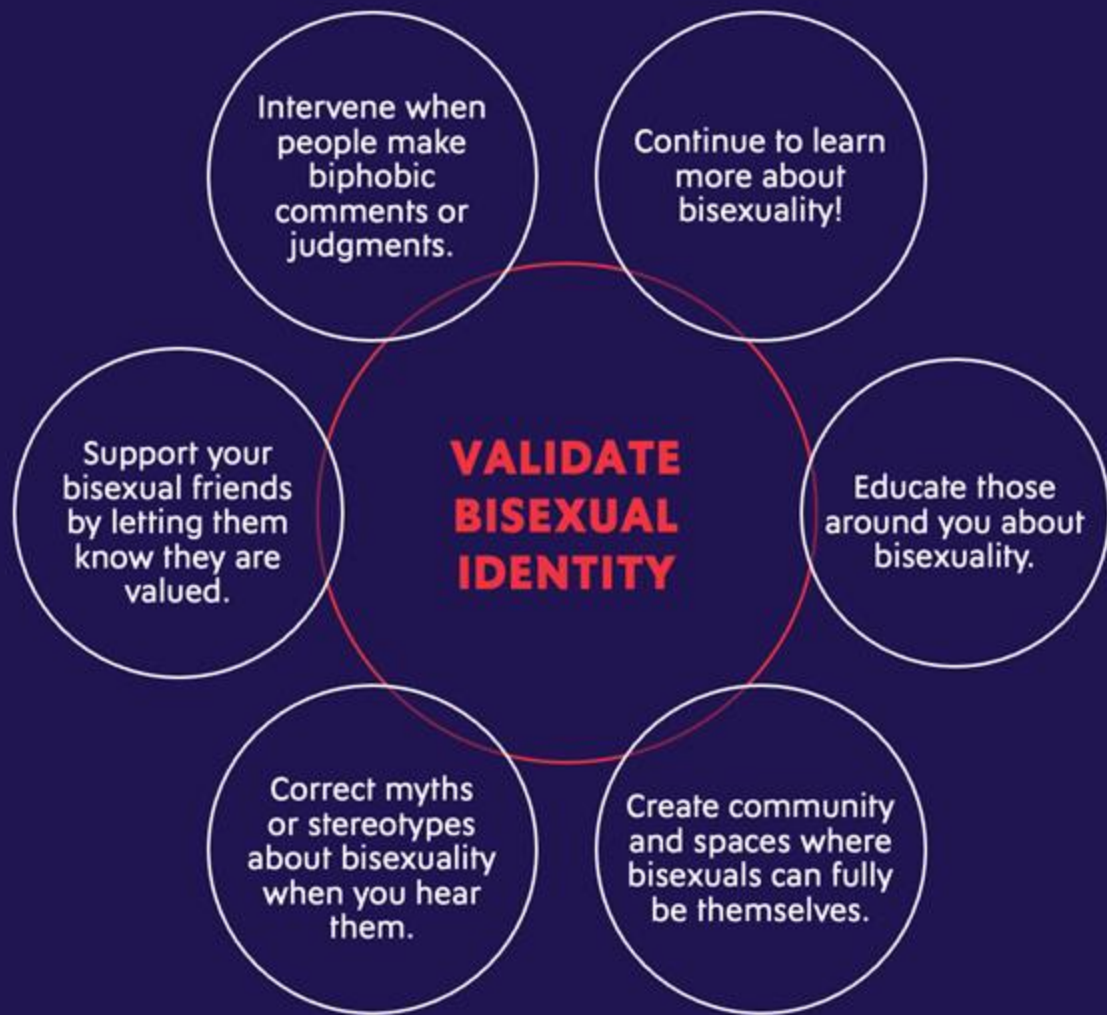 Intervene when
people make
biphobic
comments or
judgments.
Continue to learn
more about
bisexuality!
Support your
bisexual friends
by letting them
know they are
valued.
VALIDATE
BISEXUAL
IDENTITY
Educate those
around you about
bisexuality.
Correct myths
or stereotypes
about bisexuality
when you hear
them.
Create community
and spaces where
bisexuals can fully
be themselves.